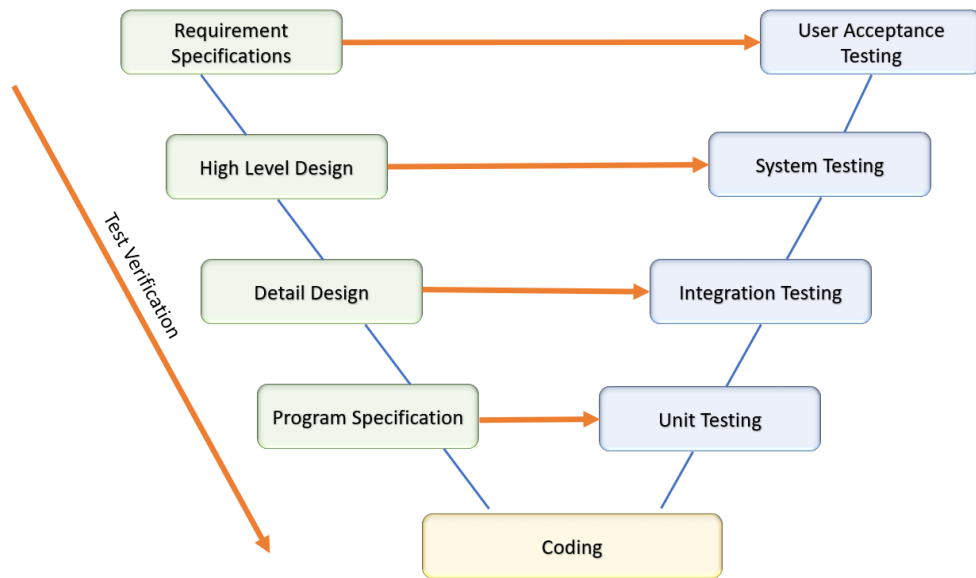 Requirement
Specifications
User Acceptance
Testing
High Level Design
System Testing
Test Verification
Detail Design
Integration Testing
Program Specification
Unit Testing
Coding